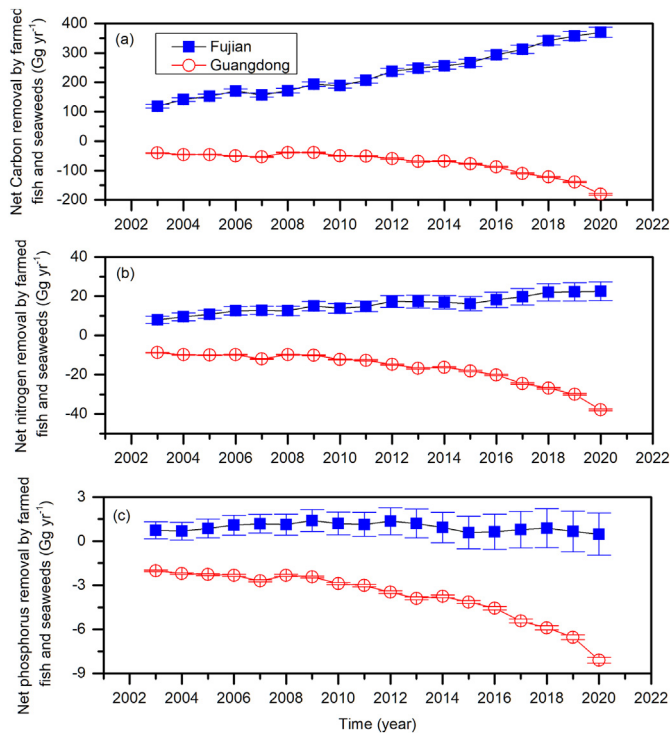 Net Carbon removal by farmed
fish and seaweeds (Gg yr⁻¹)
400
300
200
100
0
-100
-200
(a)
Fujian
Guangdong
2002 2004 2006 2008 2010 2012 2014 2016 2018 2020 2022
Net nitrogen removal by farmed
fish and seaweeds (Gg yr⁻¹)
40
20
0
-20
-40
(b)
2002 2004 2006 2008 2010 2012 2014 2016 2018 2020 2022
Net phosphorus removal by farmed
fish and seaweeds (Gg yr⁻¹)
3
0
-3
-6
-9
(c)
2002 2004 2006 2008 2010 2012 2014 2016 2018 2020 2022
Time (year)